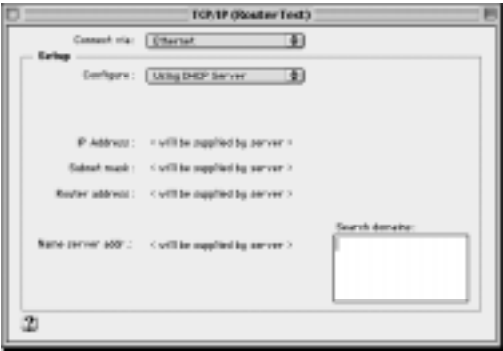 TCP/IP (Router Test)
Connect via: Ethernet
Setup
Configure: Using DHCP Server
IP Address: < will be supplied by server >
Subnet mask: < will be supplied by server >
Router address: < will be supplied by server >
Search domains:
Name server addr.: < will be supplied by server >
?